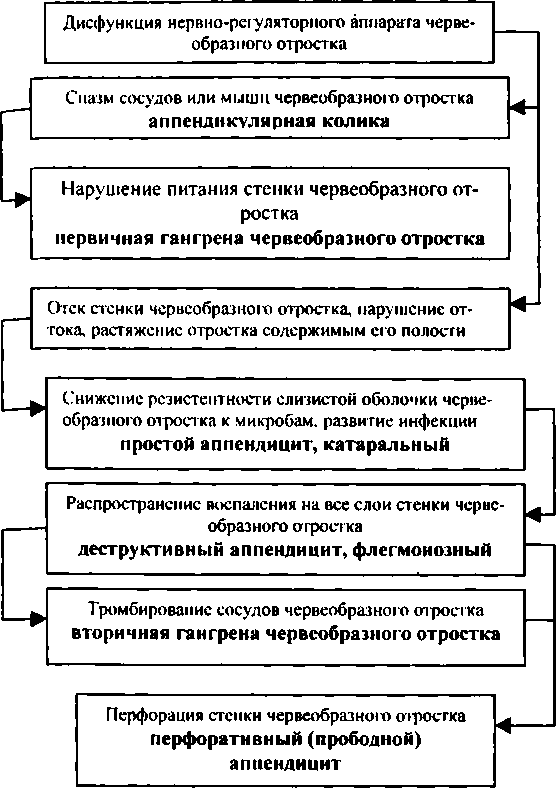 Дисфункция нервно-регуляторного аппарата черве-
образного отростка
Спазм сосудов или мышц червеобразного отростка
аппендикулярная колика
Нарушение питания стенки червеобразного от-
ростка
первичная гангрена червеобразного отростка
Отек стенки червеобразного отростка, нарушение от-
тока, растяжение отростка содержимым его полости
Снижение резистентности слизистой оболочки черве-
образного отростка к микробам, развитие инфекции
простой аппендицит, катаральный
Распространение воспаления на все слои стенки черве-
образного отростка
деструктивный аппендицит, флегмонозный
Тромбирование сосудов червеобразного отростка
вторичная гангрена червеобразного отростка
Перфорация стенки червеобразного отростка
перфоративный (прободной)
аппендицит